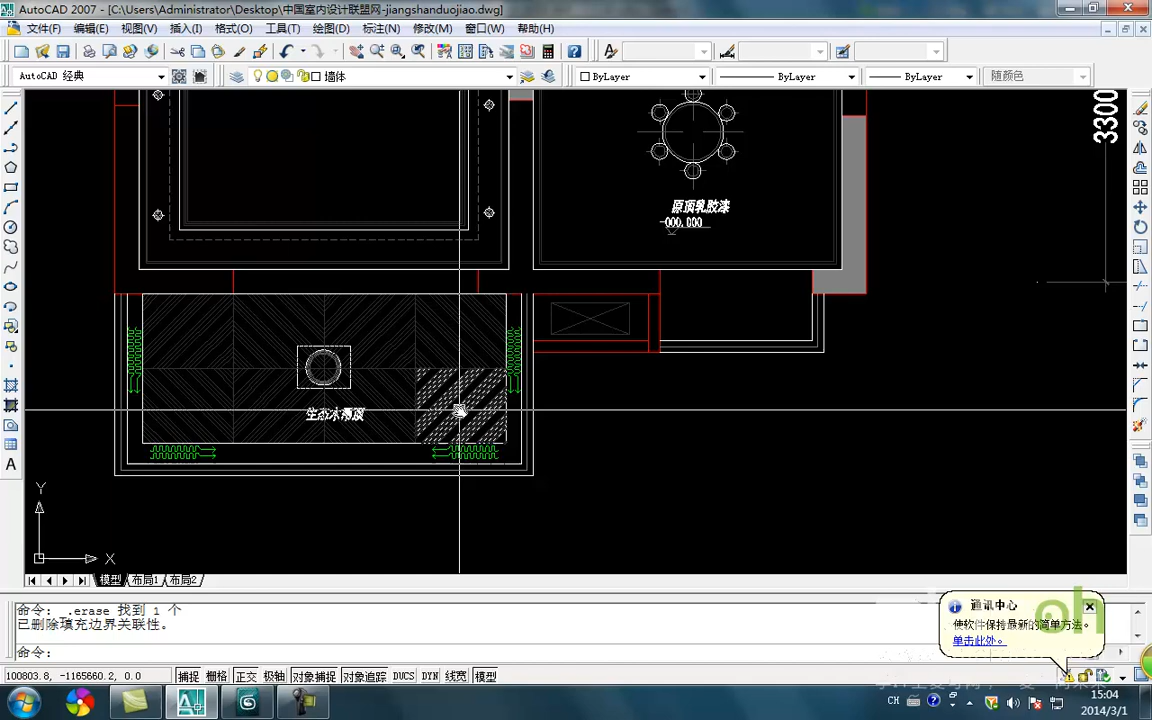 AutoCAD 2007 - [C:\Users\Administrator\Desktop\中国室内设计联盟网-jiangshanduojiao.dwg]
文件(F) 编辑(E) 视图(V) 插入(I) 格式(O) 工具(T) 绘图(D) 标注(N) 修改(M) 窗口(W) 帮助(H)
AutoCAD 经典 墙体 ByLayer ByLayer ByLayer 随颜色
3300
原顶乳胶漆
-000.000
生态木槽顶
Y
X
模型 布局1 布局2
命令: _.erase 找到 1 个
已删除填充边界关联性。
命令:
通讯中心
使软件保持最新的简单方法。
单击此处。
oh
100803.8, -1165660.2, 0.0 捕捉 栅格 正交 极轴 对象捕捉 对象追踪 DUCS DYN 线宽 模型
CH
15:04
2014/3/1